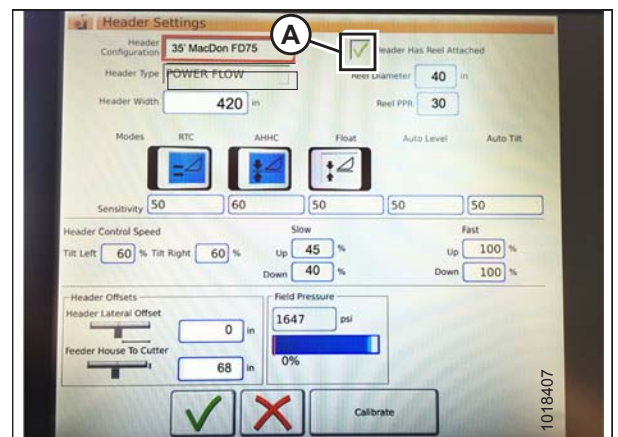 Header Settings
A
Header Configuration 35' MacDon FD75 Header Has Reel Attached
Header Type POWER FLOW Reel Diameter 40 in
Header Width 420 in Reel PPR 30
Modes RTC AHHC Float Auto Level Auto Tilt
Sensitivity 50 60 50 50 50
Header Control Speed Slow Fast
Tilt Left 60 % Tilt Right 60 % Up 45 % Up 100 %
Down 40 % Down 100 %
Header Offsets Field Pressure
Header Lateral Offset 1647 psi
0 in
Feeder House To Cutter 0%
68 in
Calibrate
1018407